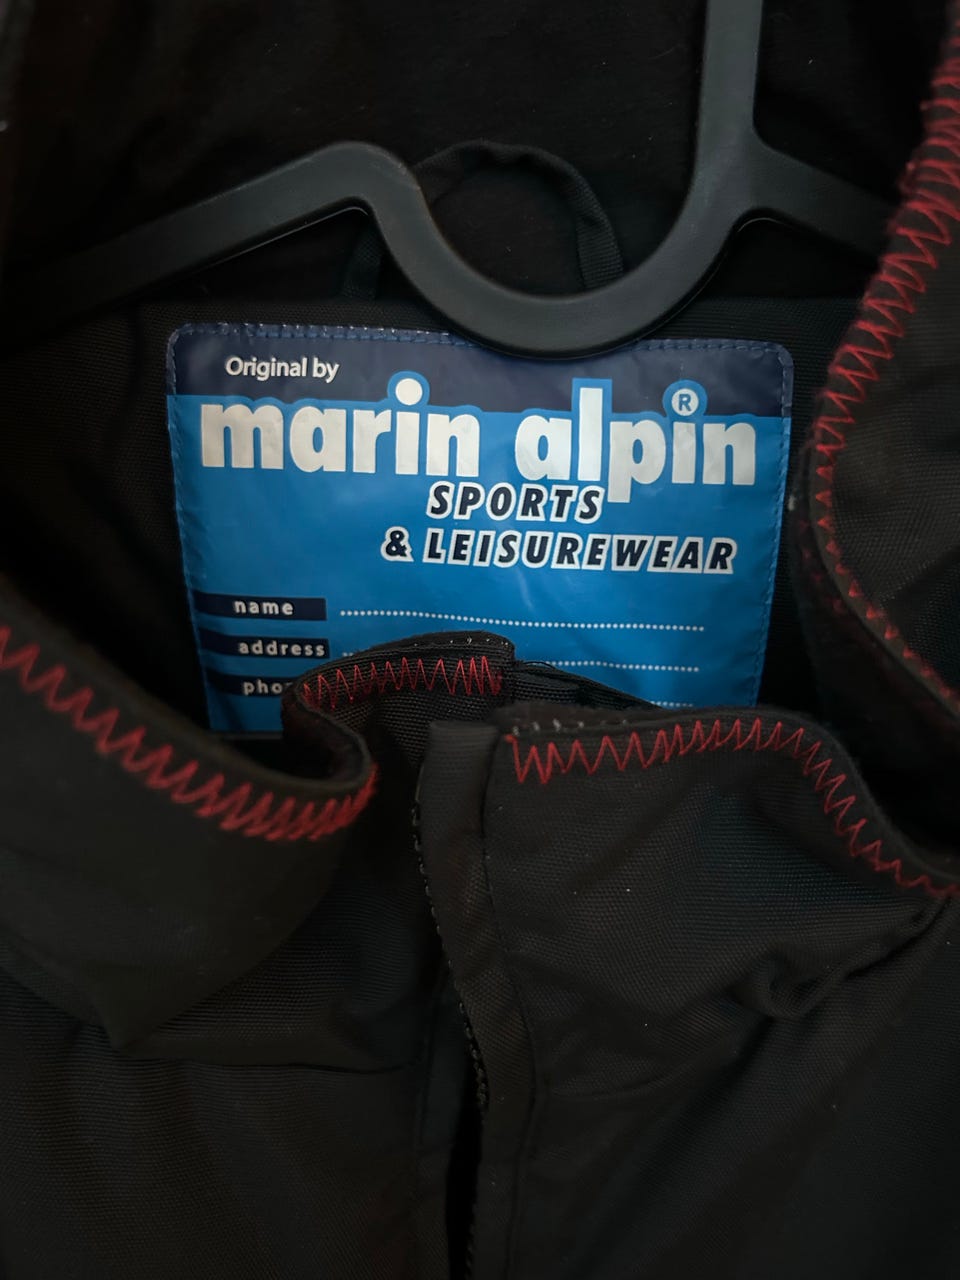 Original by
marin alpin ®
SPORTS
& LEISUREWEAR
name
address